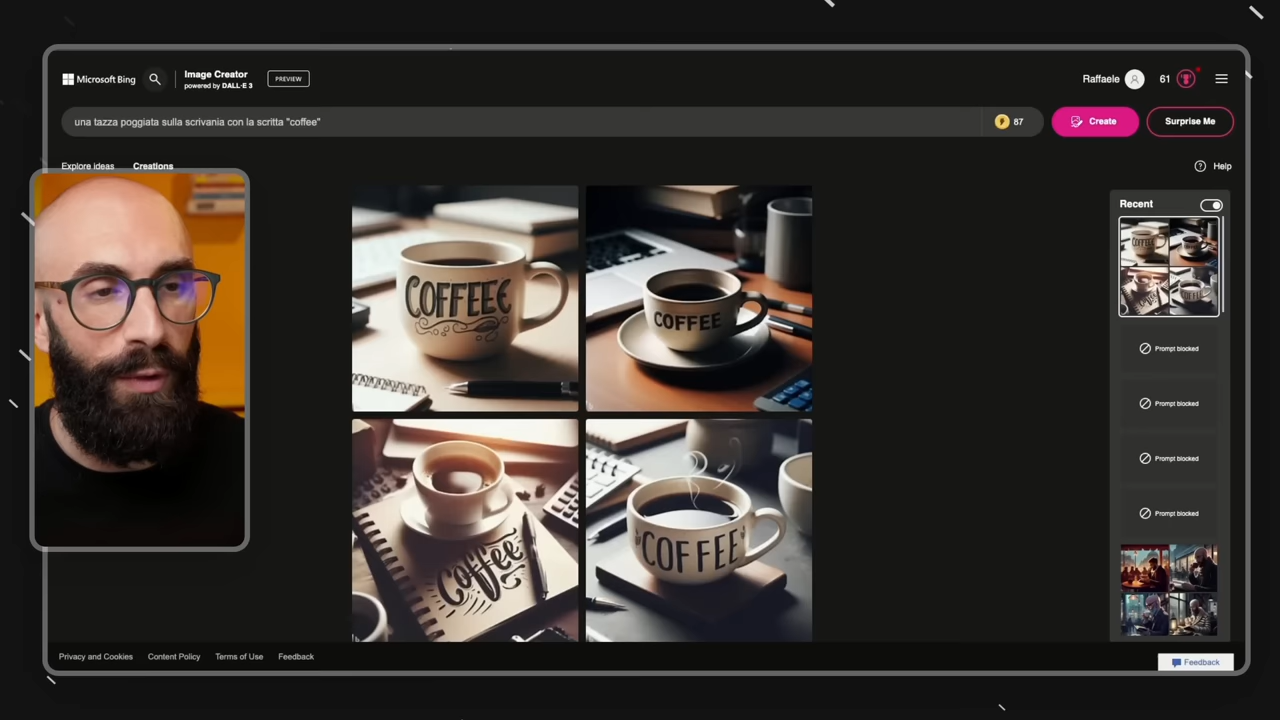 Microsoft Bing
Image Creator
powered by DALL·E 3
PREVIEW
Raffaele
61
una tazza poggiata sulla scrivania con la scritta "coffee"
87
Create
Surprise Me
Explore ideas
Creations
Help
Recent
COFFEEE
COFFEE
Coffee
COFFEE
Prompt blocked
Prompt blocked
Prompt blocked
Prompt blocked
Privacy and Cookies
Content Policy
Terms of Use
Feedback
Feedback